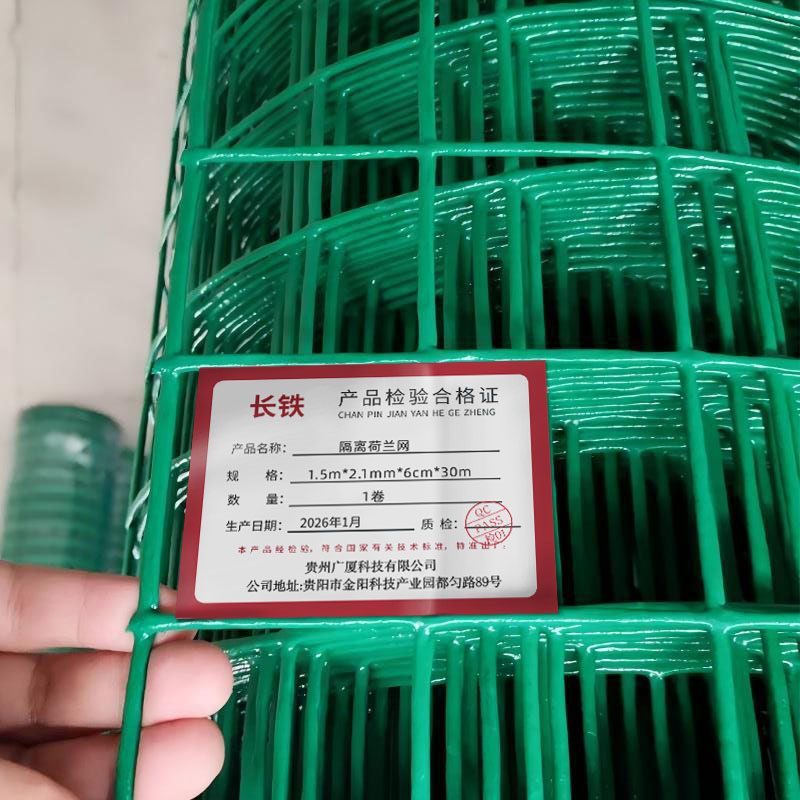 长铁 产品检验合格证
CHAN PIN JIAN YAN HE GE ZHENG
产品名称: 隔离荷兰网
规 格: 1.5m*2.1mm*6cm*30m
数 量: 1卷
生产日期: 2026年1月 质 检:
QC
PASS
检01
本产品经检验,符合国家有关技术标准,特准出厂:
贵州广厦科技有限公司
公司地址:贵阳市金阳科技产业园都匀路89号